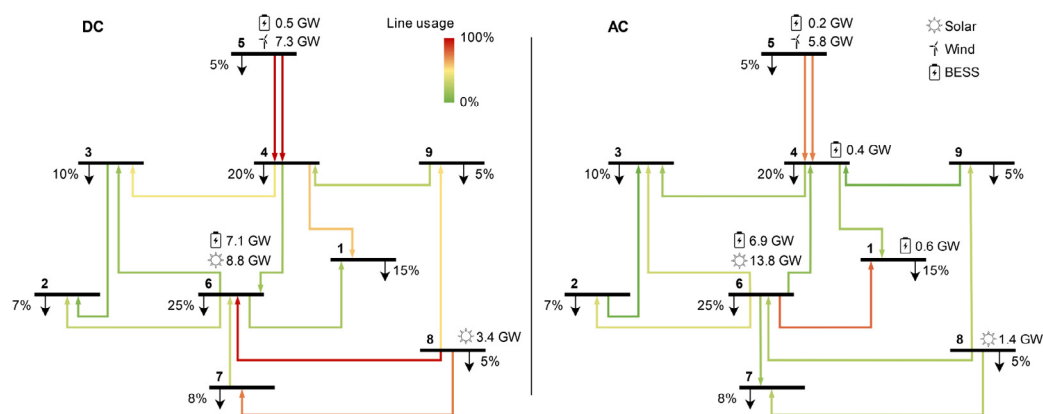 DC
Line usage
100%
0%
0.5 GW
7.3 GW
5
5%
3
10%
4
20%
9
5%
7.1 GW
8.8 GW
1
15%
2
7%
6
25%
3.4 GW
8
5%
7
8%
AC
Solar
Wind
BESS
0.2 GW
5.8 GW
5
5%
3
10%
4
0.4 GW
20%
9
5%
6.9 GW
13.8 GW
1
0.6 GW
15%
2
7%
6
25%
1.4 GW
8
5%
7
8%